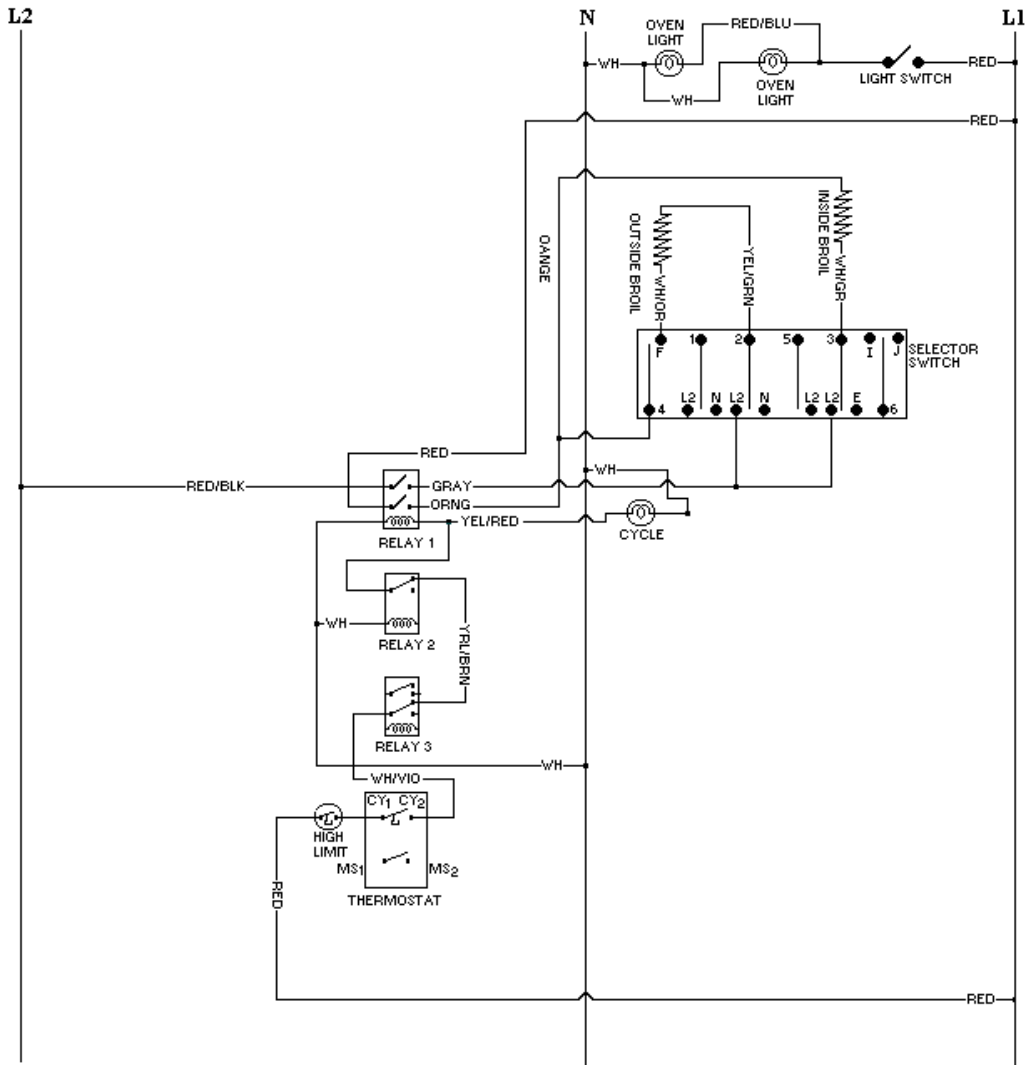 L2
N
L1
OVEN
LIGHT
RED/BLU
WH
RED
OVEN
LIGHT
LIGHT SWITCH
WH
RED
OANGE
OUTSIDE BROIL
WH/OR
YEL/GRN
INSIDE BROIL
WH/GR
F
1
2
5
3
I
J
SELECTOR
SWITCH
4
L2
N
L2
N
L2
L2
E
6
RED
WH
RED/BLK
GRAY
ORNG
YEL/RED
CYCLE
RELAY 1
WH
RELAY 2
YRL/BRN
RELAY 3
WH
WH/VIO
CY1
CY2
HIGH
LIMIT
MS1
MS2
THERMOSTAT
RED
RED